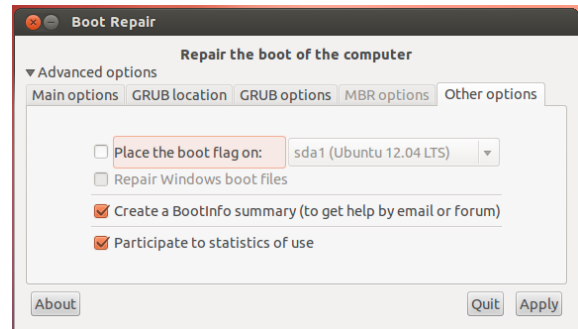 Boot Repair
Repair the boot of the computer
Advanced options
Main options GRUB location GRUB options MBR options Other options
Place the boot flag on: sda1 (Ubuntu 12.04 LTS)
Repair Windows boot files
Create a BootInfo summary (to get help by email or forum)
Participate to statistics of use
About Quit Apply